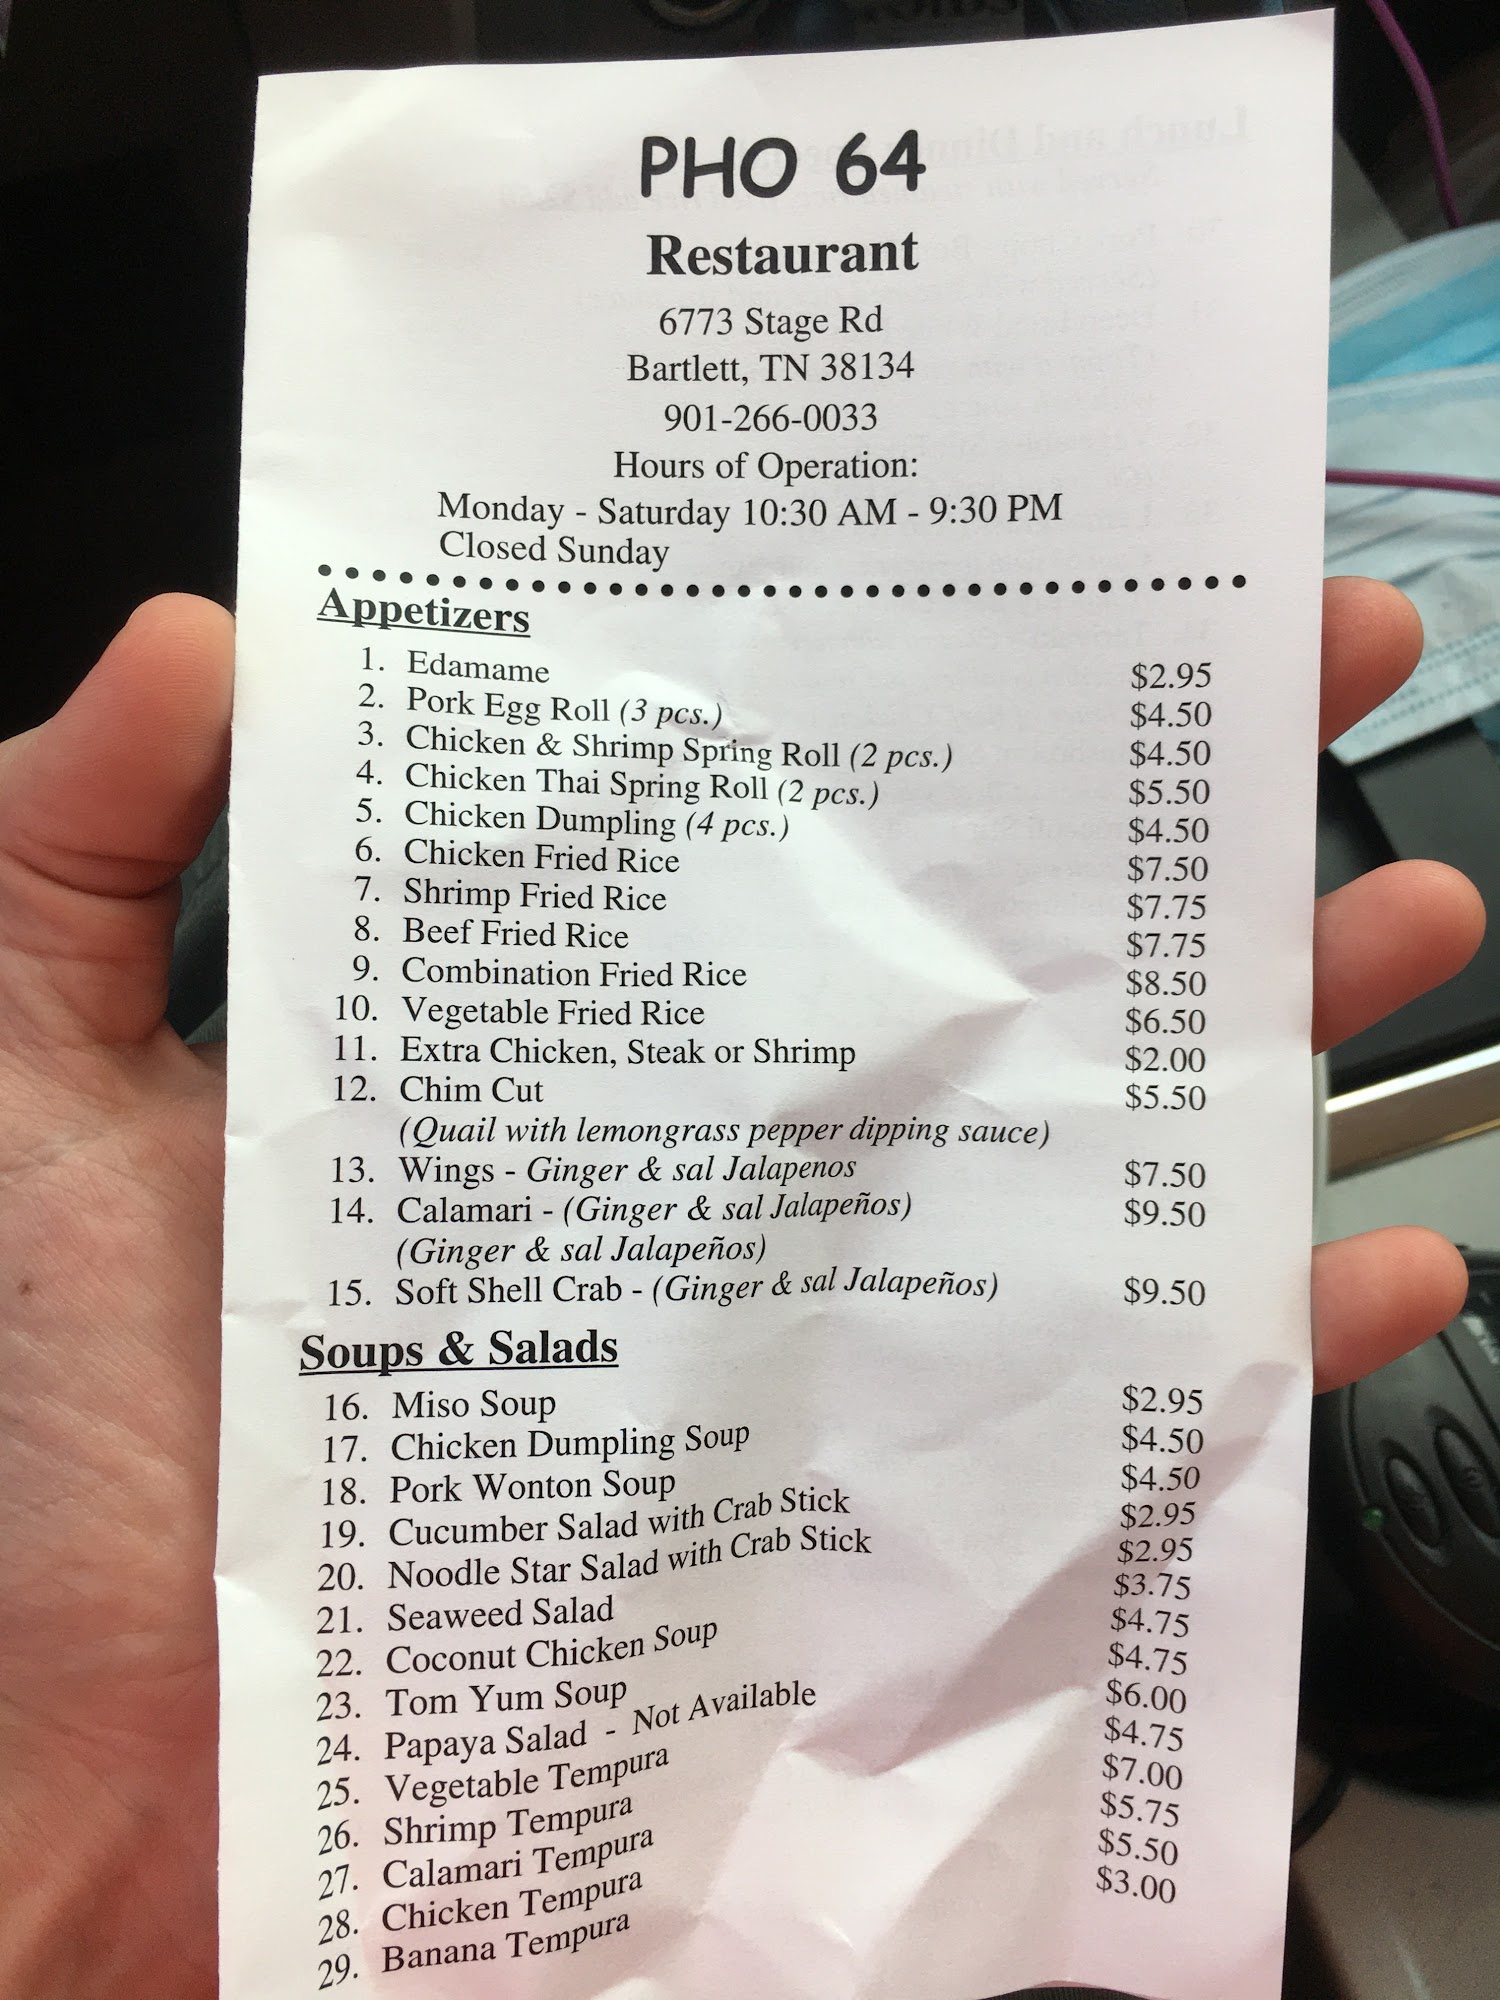 PHO 64
Restaurant
6773 Stage Rd
Bartlett, TN 38134
901-266-0033
Hours of Operation:
Monday - Saturday 10:30 AM - 9:30 PM
Closed Sunday
Appetizers
1. Edamame $2.95
2. Pork Egg Roll (3 pcs.) $4.50
3. Chicken & Shrimp Spring Roll (2 pcs.) $4.50
4. Chicken Thai Spring Roll (2 pcs.) $5.50
5. Chicken Dumpling (4 pcs.) $4.50
6. Chicken Fried Rice $7.50
7. Shrimp Fried Rice $7.75
8. Beef Fried Rice $7.75
9. Combination Fried Rice $8.50
10. Vegetable Fried Rice $6.50
11. Extra Chicken, Steak or Shrimp $2.00
12. Chim Cut $5.50
(Quail with lemongrass pepper dipping sauce)
13. Wings - Ginger & sal Jalapenos $7.50
14. Calamari - (Ginger & sal Jalapeños) $9.50
(Ginger & sal Jalapeños)
15. Soft Shell Crab - (Ginger & sal Jalapeños) $9.50
Soups & Salads
16. Miso Soup $2.95
17. Chicken Dumpling Soup $4.50
18. Pork Wonton Soup $4.50
19. Cucumber Salad with Crab Stick $2.95
20. Noodle Star Salad with Crab Stick $2.95
21. Seaweed Salad $3.75
22. Coconut Chicken Soup $4.75
23. Tom Yum Soup $4.75
24. Papaya Salad - Not Available $6.00
25. Vegetable Tempura $4.75
26. Shrimp Tempura $7.00
27. Calamari Tempura $5.75
28. Chicken Tempura $5.50
29. Banana Tempura $3.00